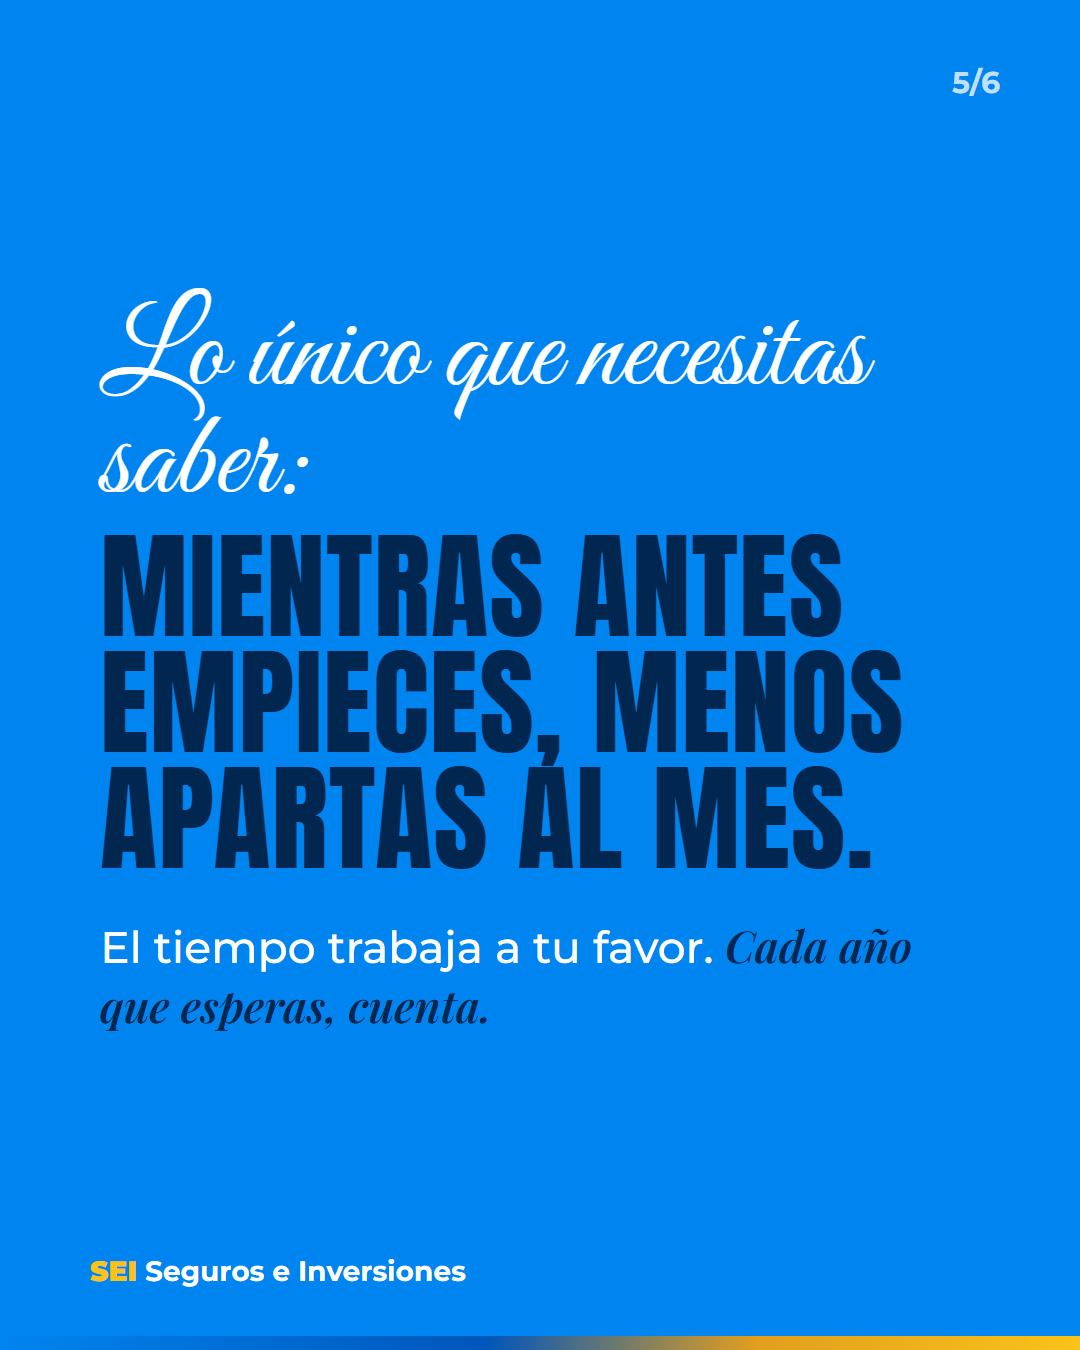 5/6
Lo único que necesitas
saber:
MIENTRAS ANTES
EMPIECES, MENOS
APARTAS AL MES.
El tiempo trabaja a tu favor. Cada año
que esperas, cuenta.
SEI Seguros e Inversiones